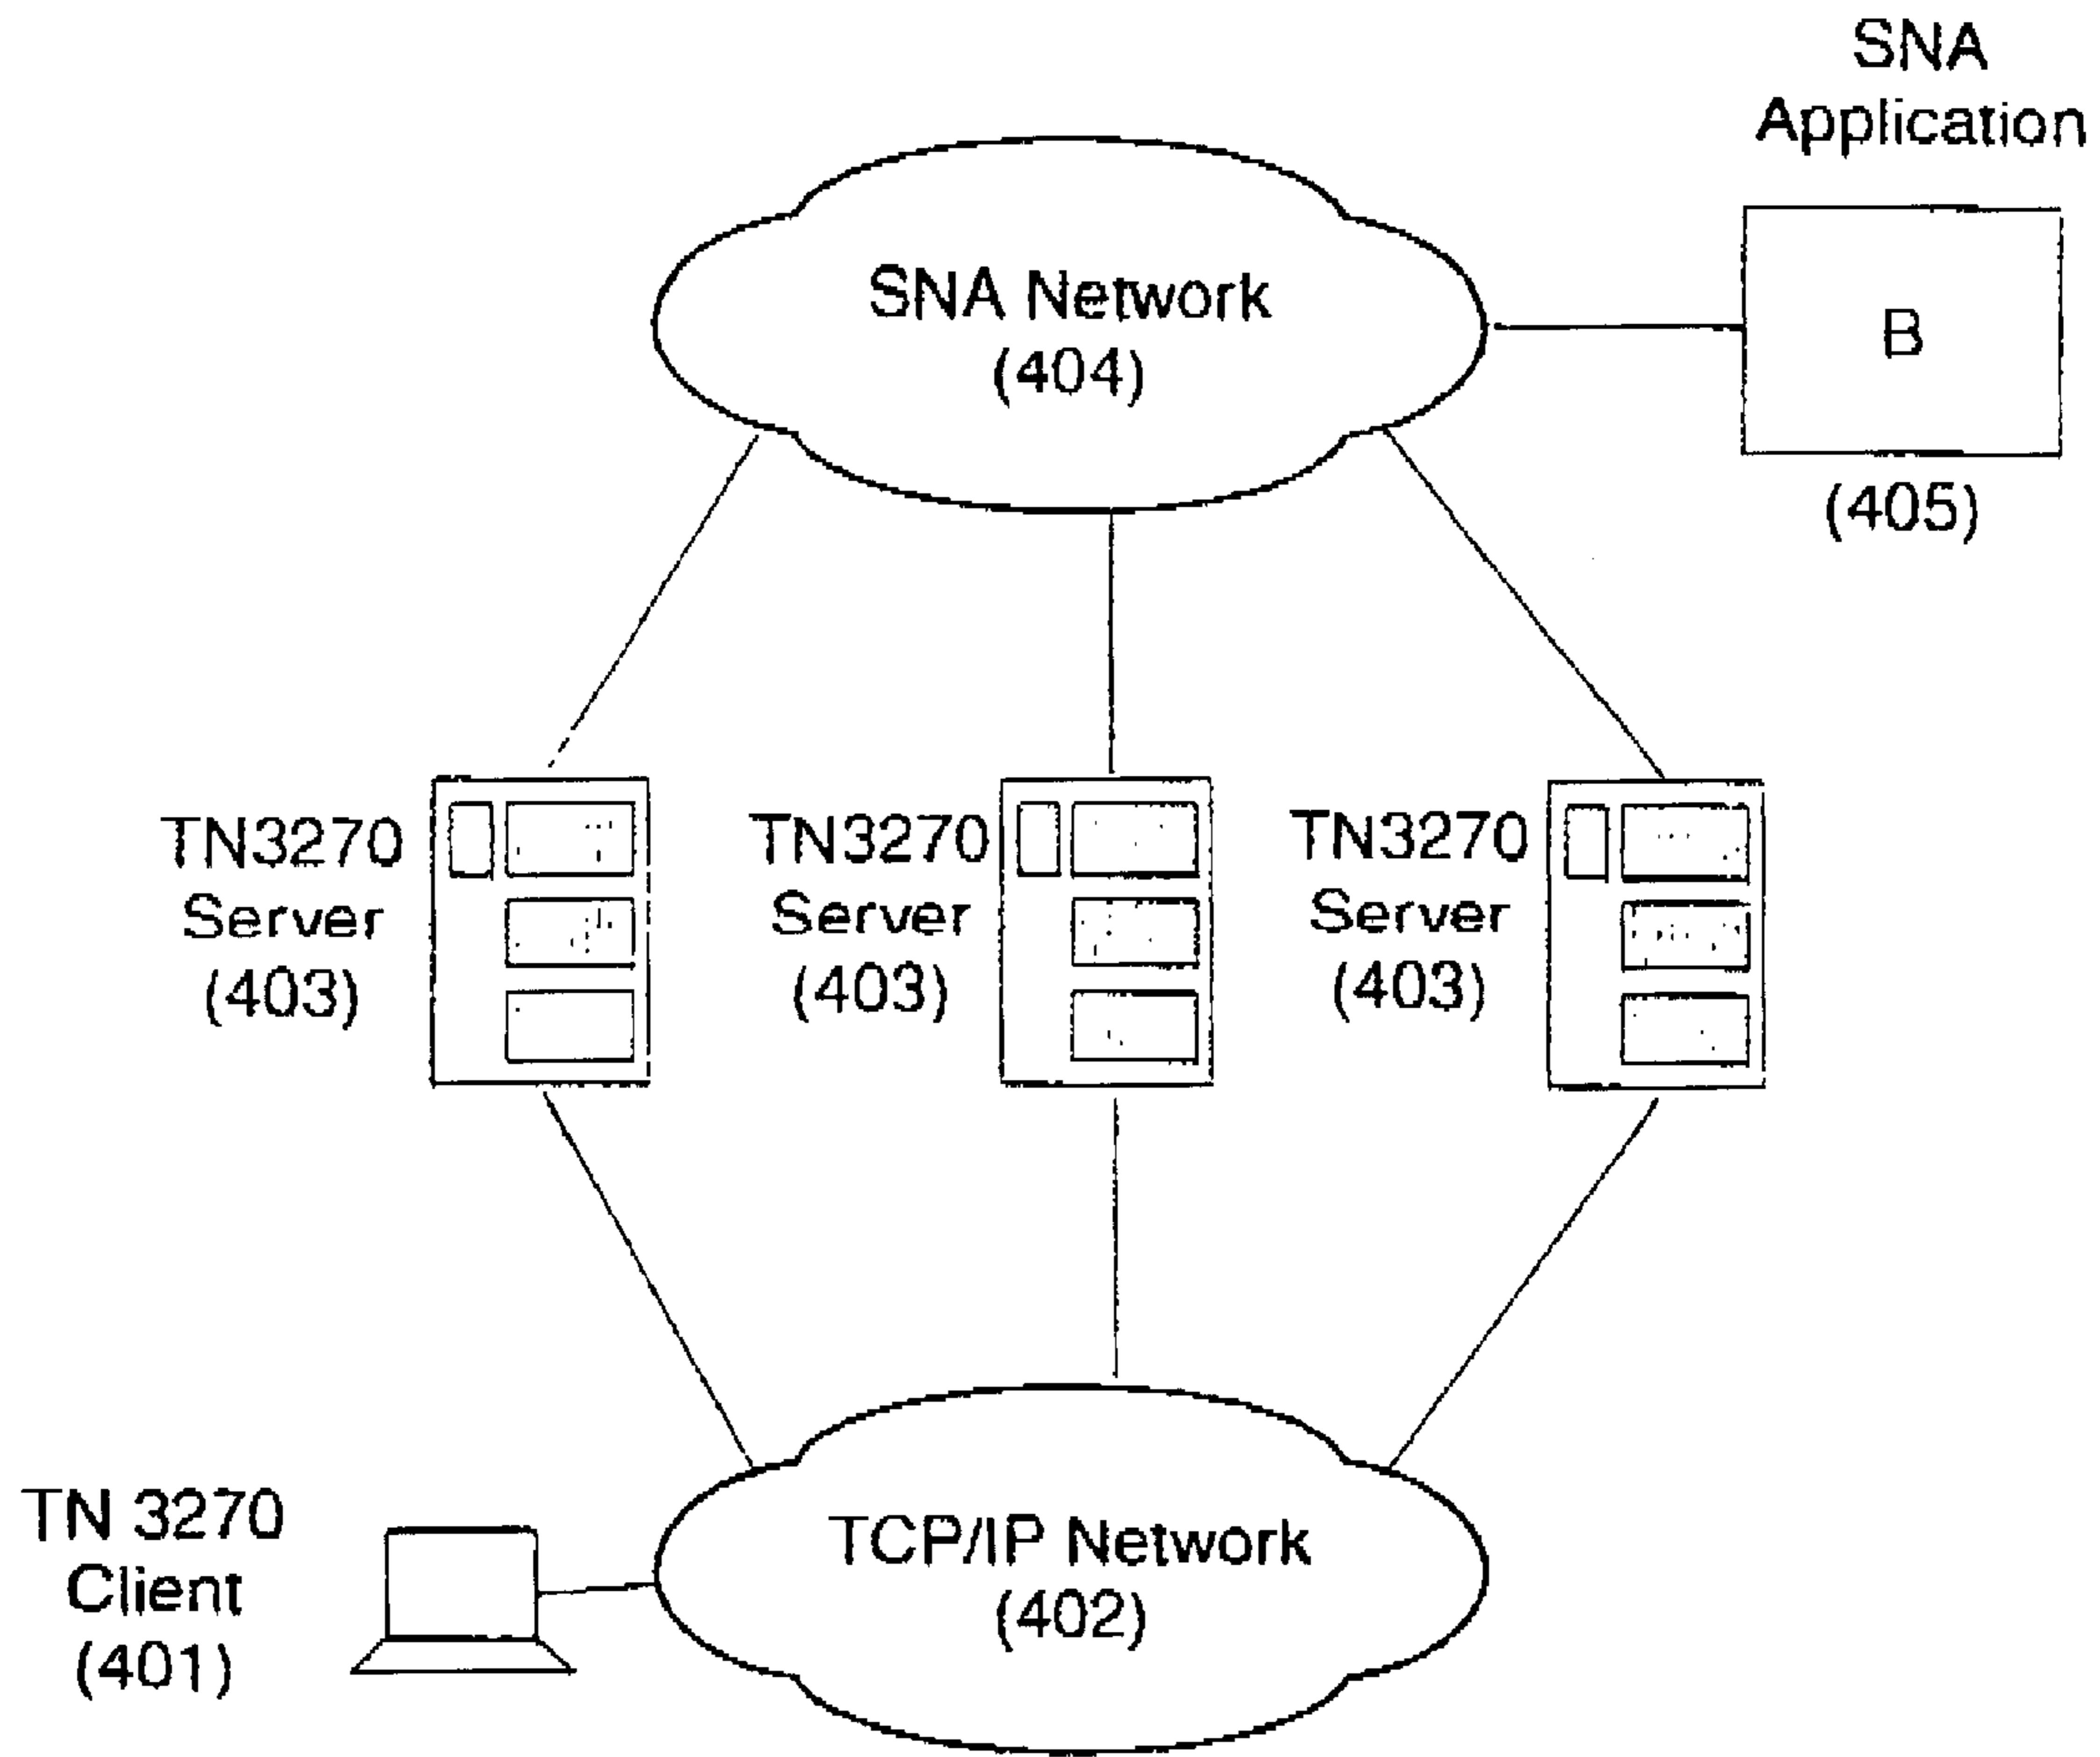 SNA
Application
SNA Network
(404)
B
(405)
TN3270
Server
(403)
TN3270
Server
(403)
TN3270
Server
(403)
TN 3270
Client
(401)
TCP/IP Network
(402)